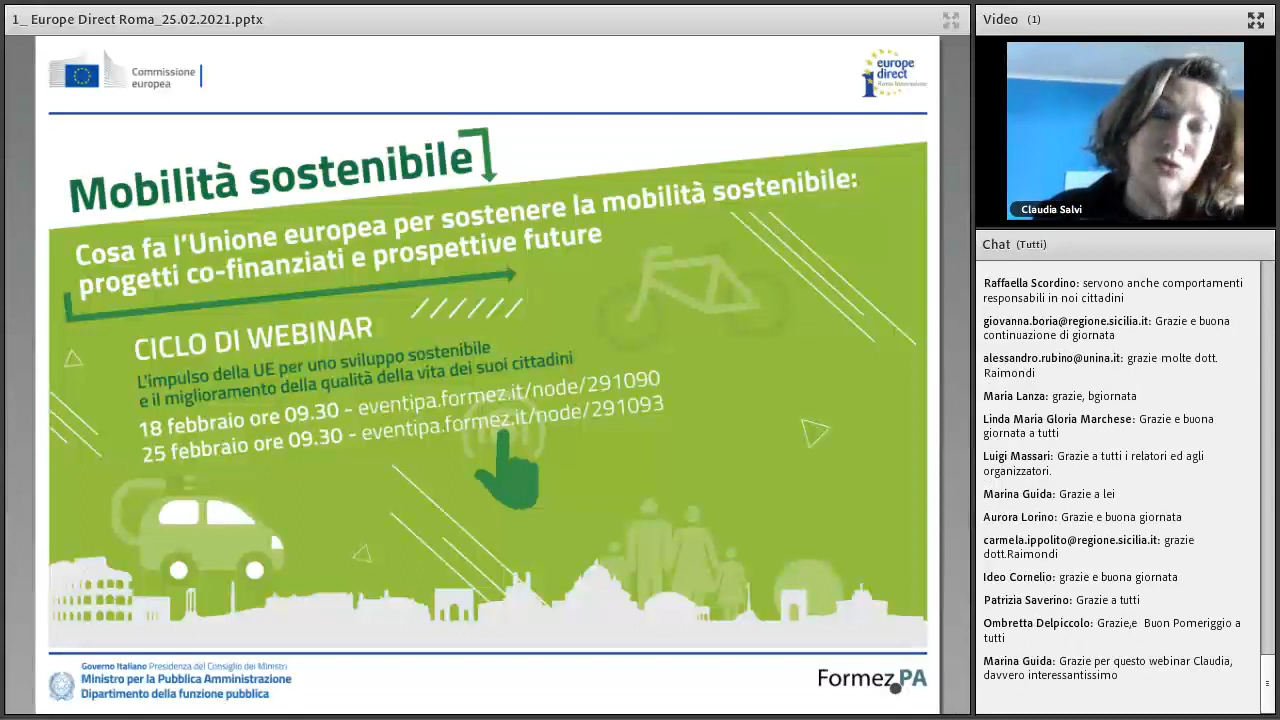 1_ Europe Direct Roma_25.02.2021.pptx
Commissione
europea
europe
direct
Mobilità sostenibile
Cosa fa l'Unione europea per sostenere la mobilità sostenibile:
progetti co-finanziati e prospettive future
CICLO DI WEBINAR
L'impulso della UE per uno sviluppo sostenibile
e il miglioramento della qualità della vita dei suoi cittadini
18 febbraio ore 09.30 - eventipa.formez.it/node/291090
25 febbraio ore 09.30 - eventipa.formez.it/node/291093
Governo Italiano Presidenza del Consiglio dei Ministri
Ministro per la Pubblica Amministrazione
Dipartimento della funzione pubblica
Formez.PA
Video (1)
Claudia Salvi
Chat (Tutti)
Raffaella Scordino: servono anche comportamenti
responsabili in noi cittadini
giovanna.boria@regione.sicilia.it: Grazie e buona
continuazione di giornata
alessandro.rubino@unina.it: grazie molte dott.
Raimondi
Maria Lanza: grazie, bgiornata
Linda Maria Gloria Marchese: Grazie e buona
giornata a tutti
Luigi Massari: Grazie a tutti i relatori ed agli
organizzatori.
Marina Guida: Grazie a lei
Aurora Lorino: Grazie e buona giornata
carmela.ippolito@regione.sicilia.it: grazie
dott.Raimondi
Ideo Cornelio: grazie e buona giornata
Patrizia Saverino: Grazie a tutti
Ombretta Delpiccolo: Grazie,e  Buon Pomeriggio a
tutti
Marina Guida: Grazie per questo webinar Claudia,
davvero interessantissimo